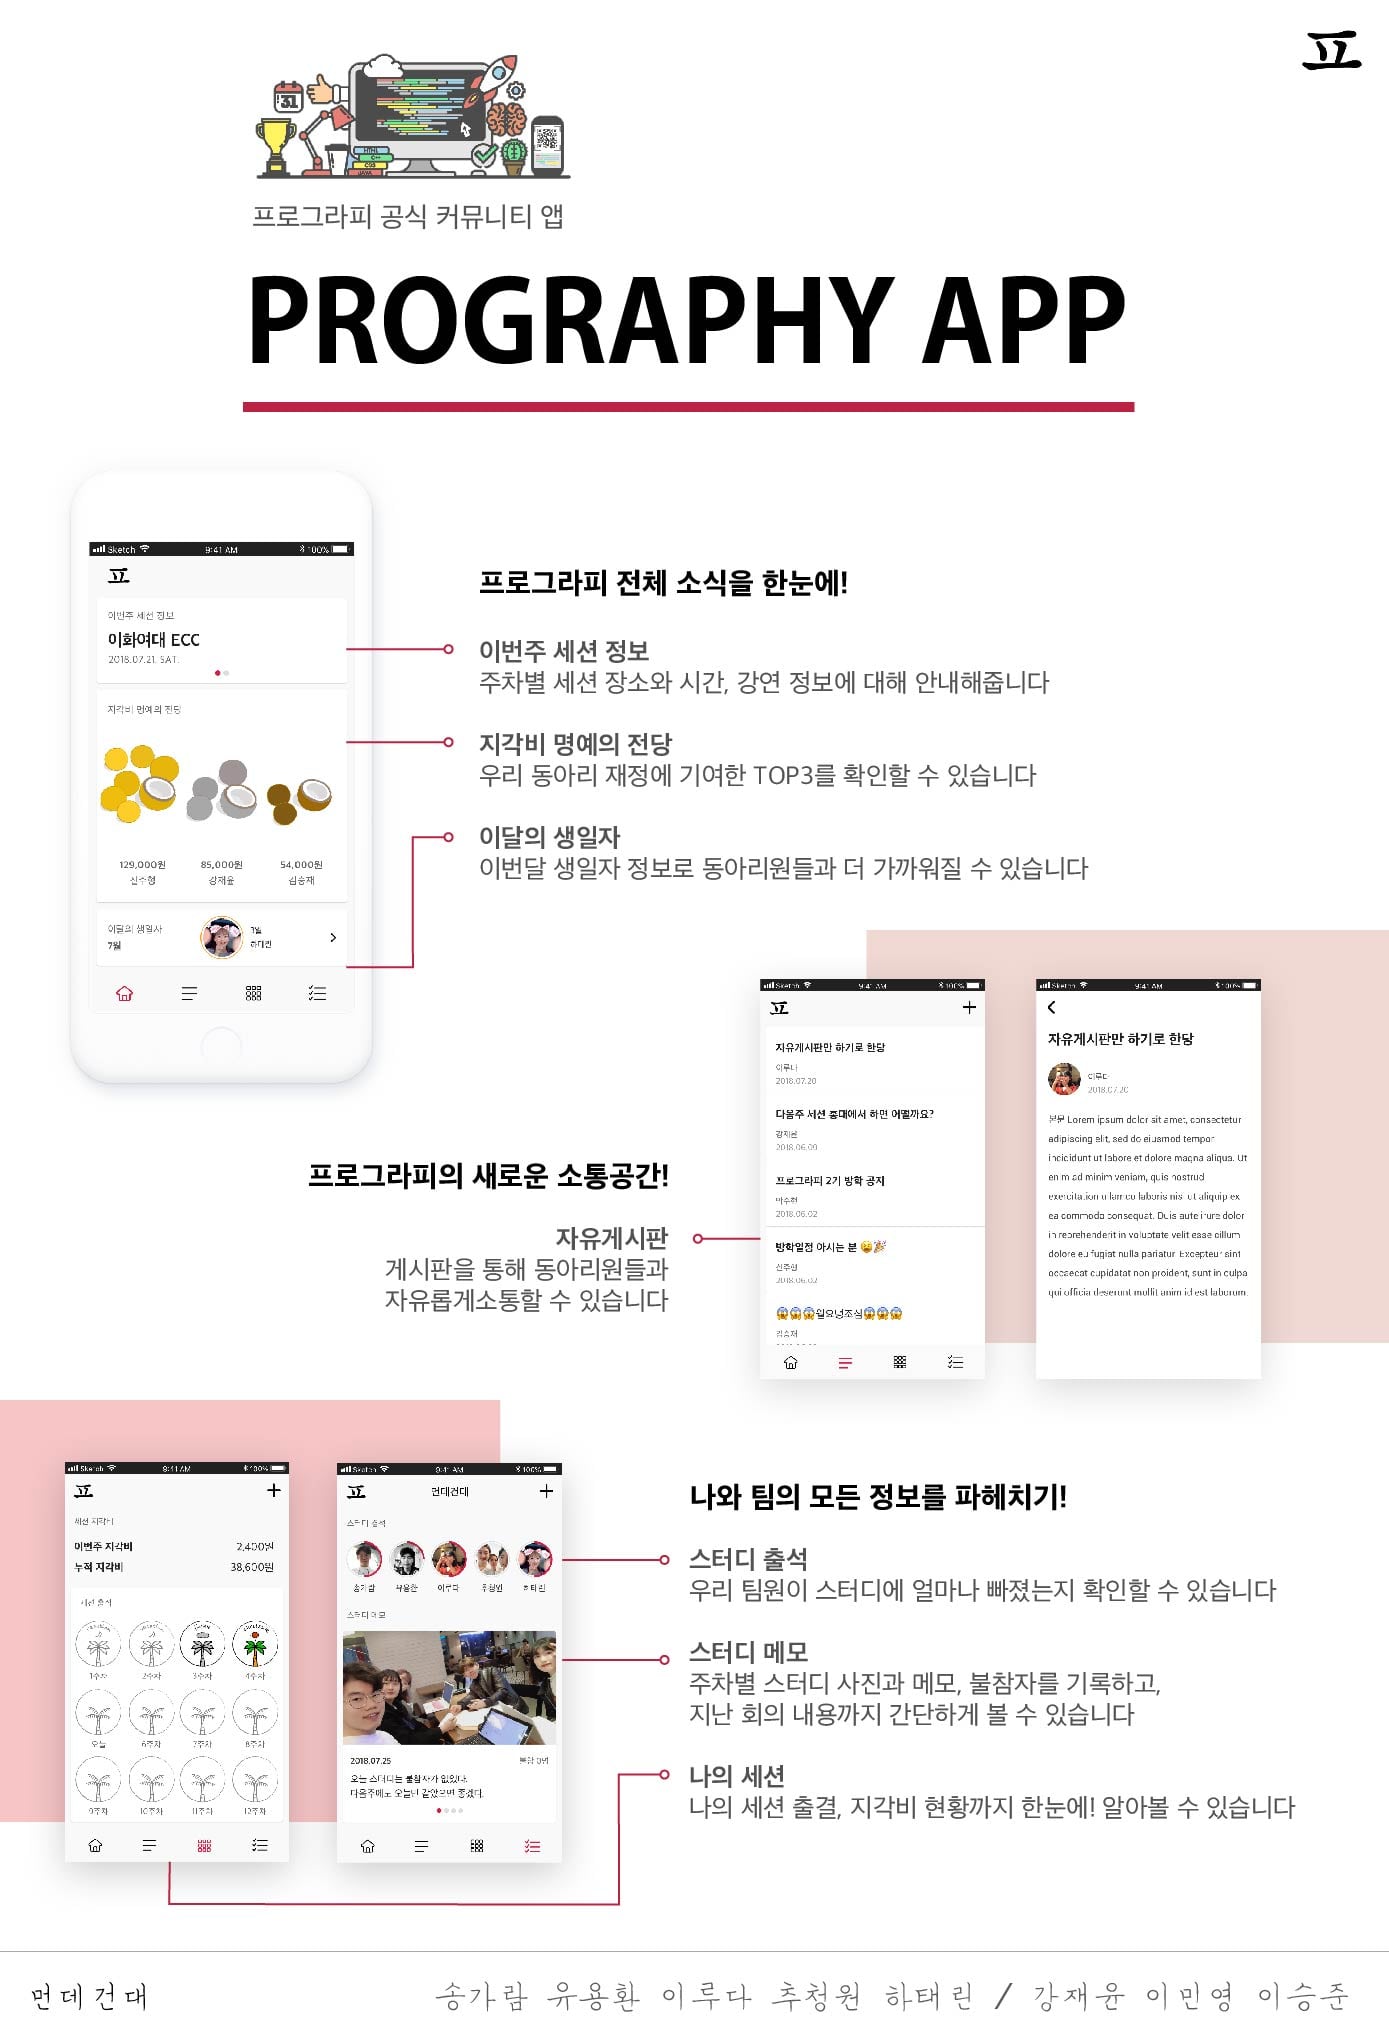 프
31
HTML
C++
CSS
JAVA
프로그라피 공식 커뮤니티 앱
PROGRAPHY APP
Sketch 9:41 AM 100%
프
이번주 세션 정보
이화여대 ECC
2018.07.21. SAT.
지각비 명예의 전당
129,000원 85,000원 54,000원
신수형 강재윤 김승재
이달의 생일자
7월
하태린
프로그라피 전체 소식을 한눈에!
이번주 세션 정보
주차별 세션 장소와 시간, 강연 정보에 대해 안내해줍니다
지각비 명예의 전당
우리 동아리 재정에 기여한 TOP3를 확인할 수 있습니다
이달의 생일자
이번달 생일자 정보로 동아리원들과 더 가까워질 수 있습니다
프로그라피의 새로운 소통공간!
자유게시판
게시판을 통해 동아리원들과
자유롭게소통할 수 있습니다
Sketch 9:41 AM 100%
프
자유게시판만 하기로 한당
이루다
2018.07.20
다음주 세션 홍대에서 하면 어떨까요?
강재윤
2018.06.09
프로그라피 2기 방학 공지
2018.06.02
방학일정 아시는 분 😆🎉
신수형
2018.06.02
😱😱😱월요병조심😱😱😱
김승재
Sketch 9:41 AM 100%
자유게시판만 하기로 한당
이루다
2018.07.20
본문 Lorem ipsum dolor sit amet, consectetur
adipiscing elit, sed do eiusmod tempor
incididunt ut labore et dolore magna aliqua. Ut
enim ad minim veniam, quis nostrud
exercitation ullamco laboris nisi ut aliquip ex
ea commodo consequat. Duis aute irure dolor
in reprehenderit in voluptate velit esse cillum
dolore eu fugiat nulla pariatur. Excepteur sint
occaecat cupidatat non proident, sunt in culpa
qui officia deserunt mollit anim id est laborum.
Sketch 9:41 AM 100%
프
세션 지각비
이번주 지각비 2,400원
누적 지각비 38,600원
세션 출석
1주차 2주차 3주차 4주차
오늘 6주차 7주차 8주차
9주차 10주차 11주차 12주차
Sketch 9:41 AM 100%
프 먼데건대
스터디 출석
송가람 유용환 이루다 추청원 하태린
스터디 메모
2018.07.25 불참 0명
오늘 스터디는 불참자가 없었다.
다음주에도 오늘만 같았으면 좋겠다.
나와 팀의 모든 정보를 파헤치기!
스터디 출석
우리 팀원이 스터디에 얼마나 빠졌는지 확인할 수 있습니다
스터디 메모
주차별 스터디 사진과 메모, 불참자를 기록하고,
지난 회의 내용까지 간단하게 볼 수 있습니다
나의 세션
나의 세션 출결, 지각비 현황까지 한눈에! 알아볼 수 있습니다
먼데건대
송가람 유용환 이루다 추청원 하태린 / 강재윤 이민영 이승준